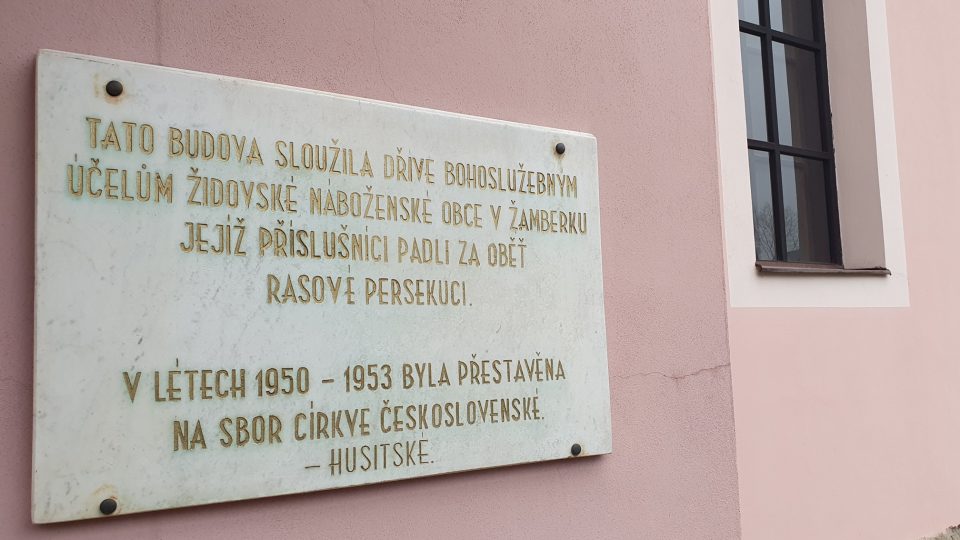 TATO BUDOVA SLOUŽILA DŘÍVE BOHOSLUŽEBNÝM
ÚČELŮM ŽIDOVSKÉ NÁBOŽENSKÉ OBCE V ŽAMBERKU
JEJÍŽ PŘÍSLUŠNÍCI PADLI ZA OBĚŤ
RASOVÉ PERSEKUCI.
V LÉTECH 1950 - 1953 BYLA PŘESTAVĚNA
NA SBOR CÍRKVE ČESKOSLOVENSKÉ.
- HUSITSKÉ.